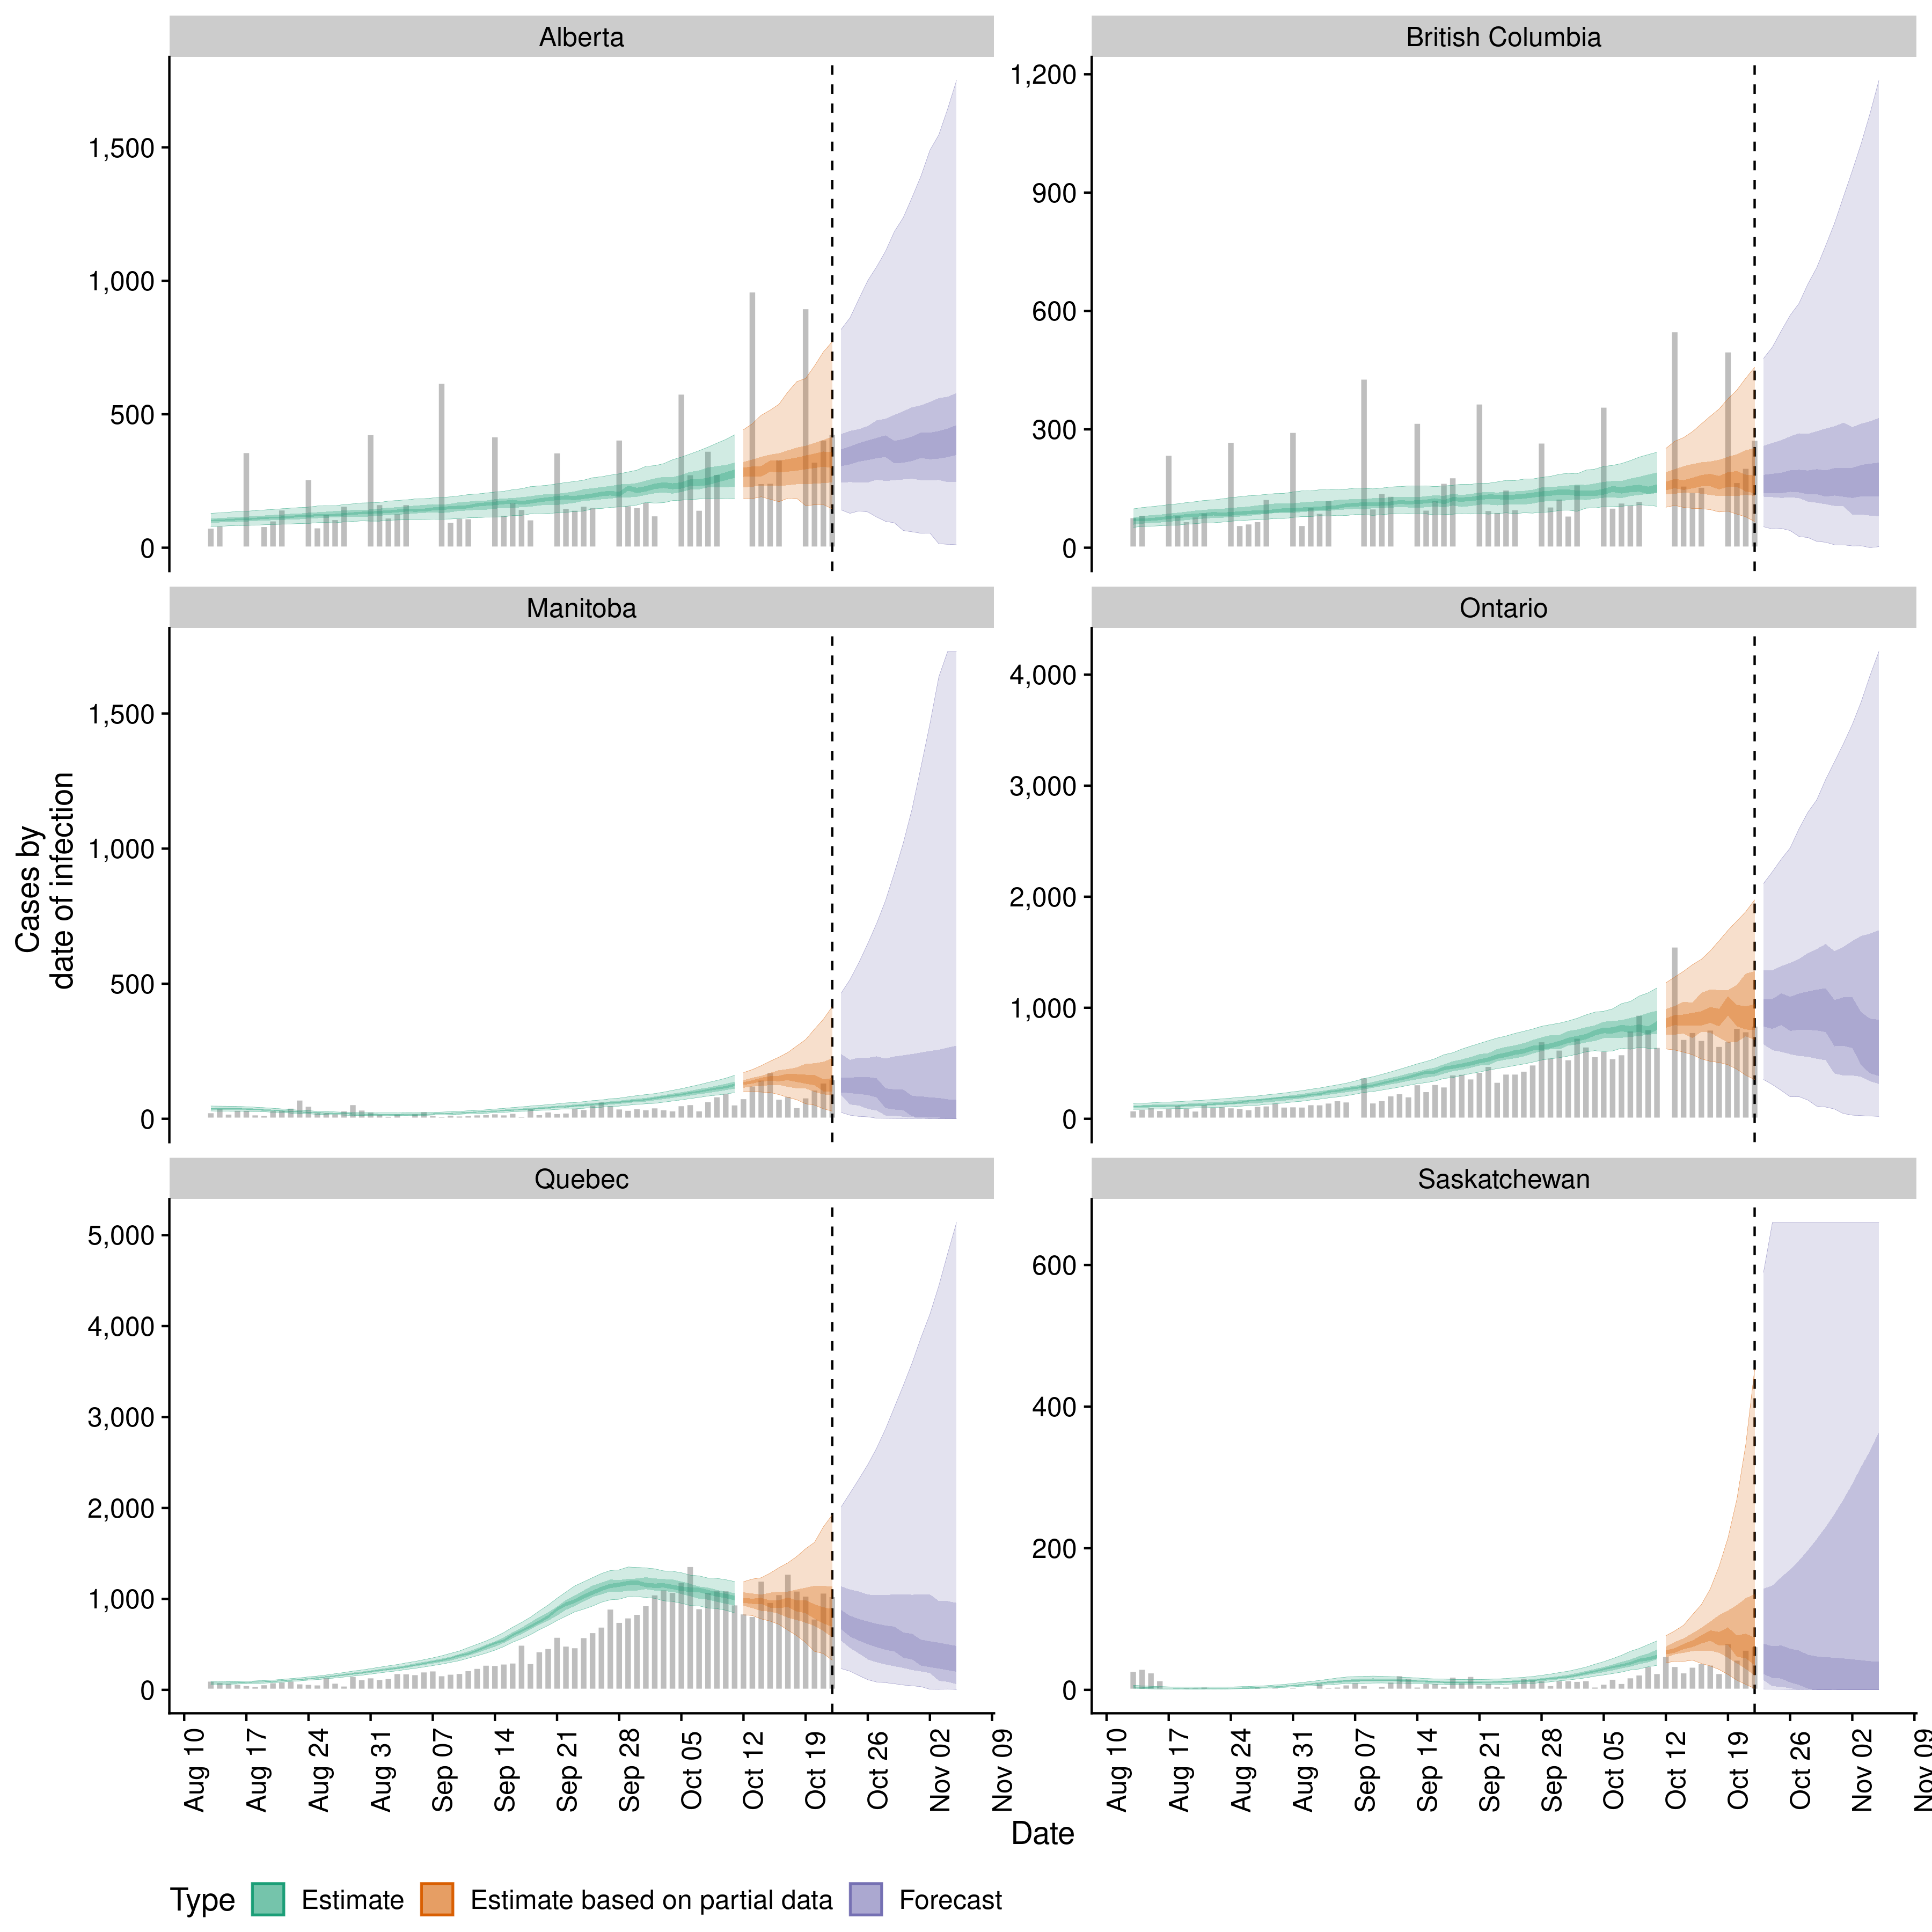 Alberta
British Columbia
1,500
1,000
500
0
1,200
900
600
300
0
Manitoba
Ontario
1,500
1,000
500
0
4,000
3,000
2,000
1,000
0
Cases by
date of infection
Quebec
Saskatchewan
5,000
4,000
3,000
2,000
1,000
0
600
400
200
0
Aug 10 Aug 17 Aug 24 Aug 31 Sep 07 Sep 14 Sep 21 Sep 28 Oct 05 Oct 12 Oct 19 Oct 26 Nov 02 Nov 09
Aug 10 Aug 17 Aug 24 Aug 31 Sep 07 Sep 14 Sep 21 Sep 28 Oct 05 Oct 12 Oct 19 Oct 26 Nov 02 Nov 09
Date
Type Estimate Estimate based on partial data Forecast